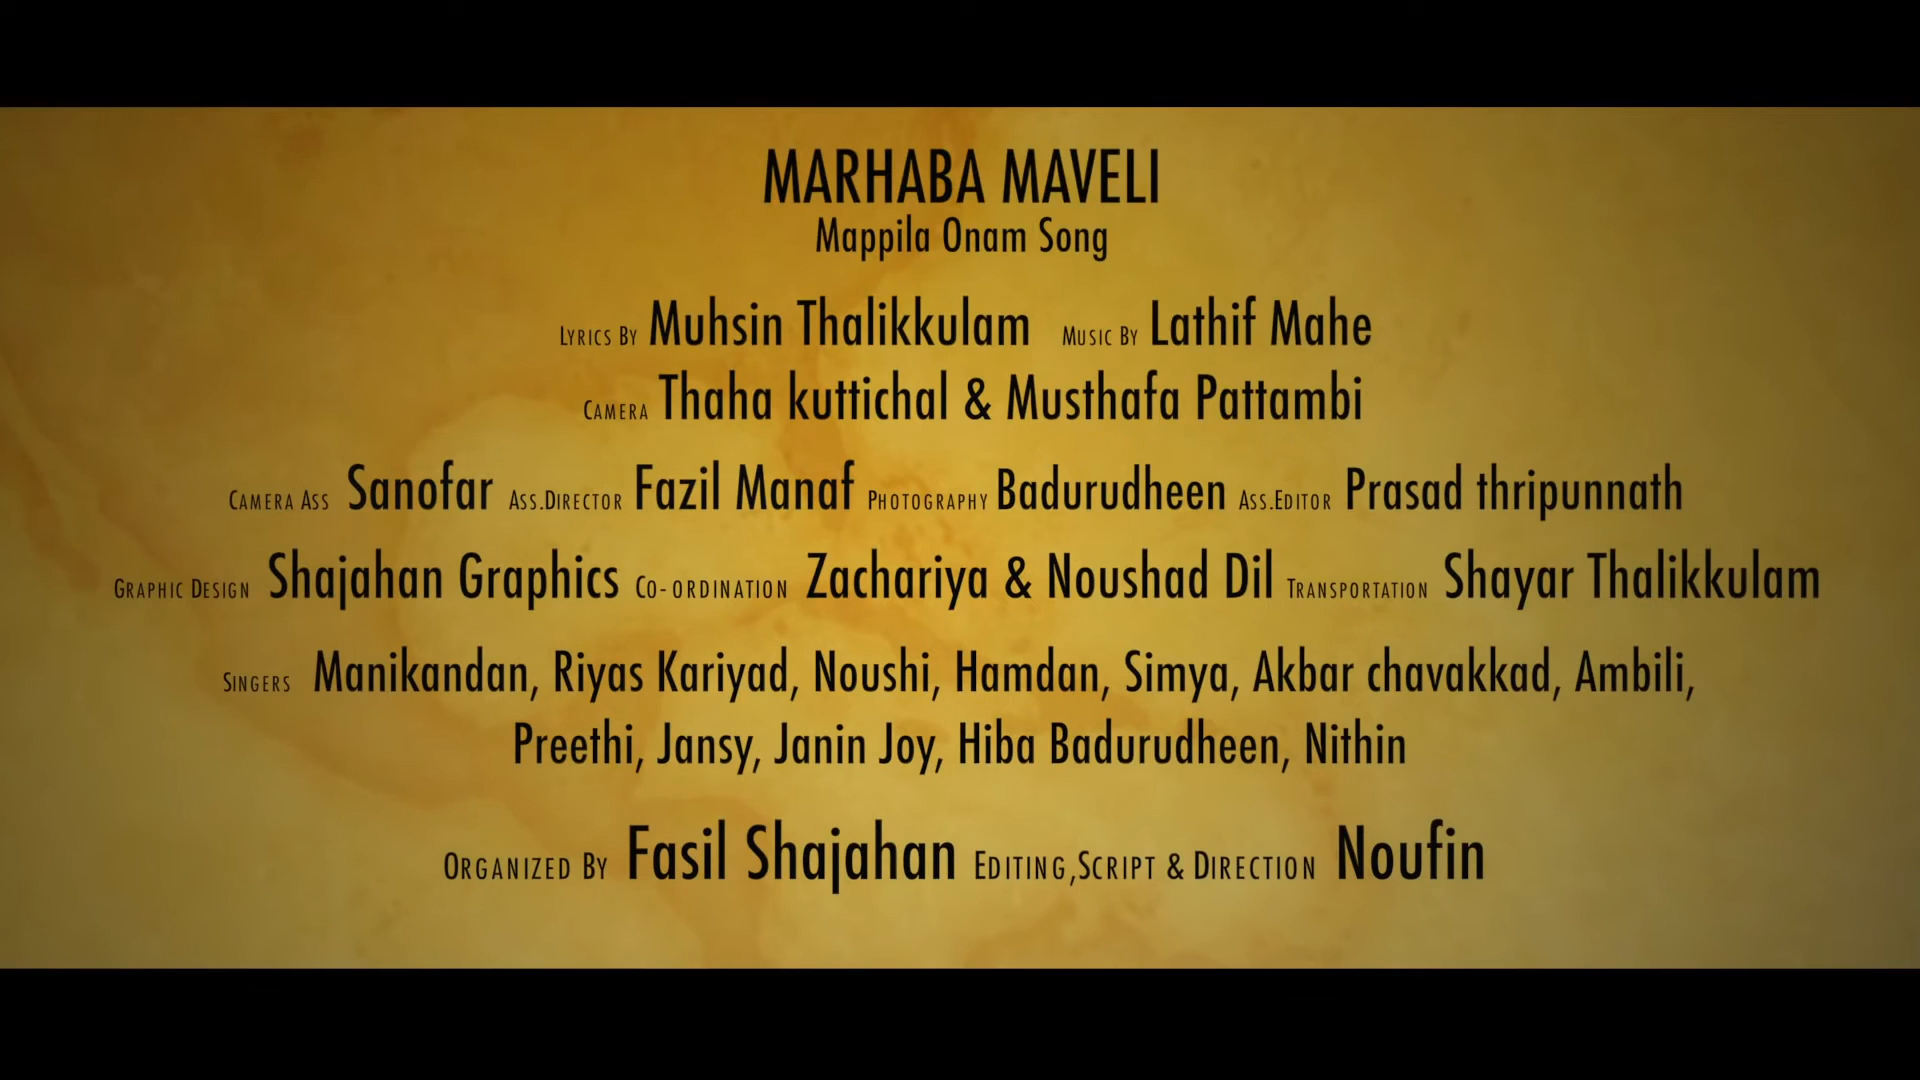 MARHABA MAVELI
Mappila Onam Song
Lyrics By Muhsin Thalikkulam Music By Lathif Mahe
Camera Thaha kuttichal & Musthafa Pattambi
Camera Ass Sanofar Ass.Director Fazil Manaf Photography Badurudheen Ass.Editor Prasad thripunnath
Graphic Design Shajahan Graphics Co-ordination Zachariya & Noushad Dil Transportation Shayar Thalikkulam
Singers Manikandan, Riyas Kariyad, Noushi, Hamdan, Simya, Akbar chavakkad, Ambili,
Preethi, Jansy, Janin Joy, Hiba Badurudheen, Nithin
Organized By Fasil Shajahan Editing,Script & Direction Noufin